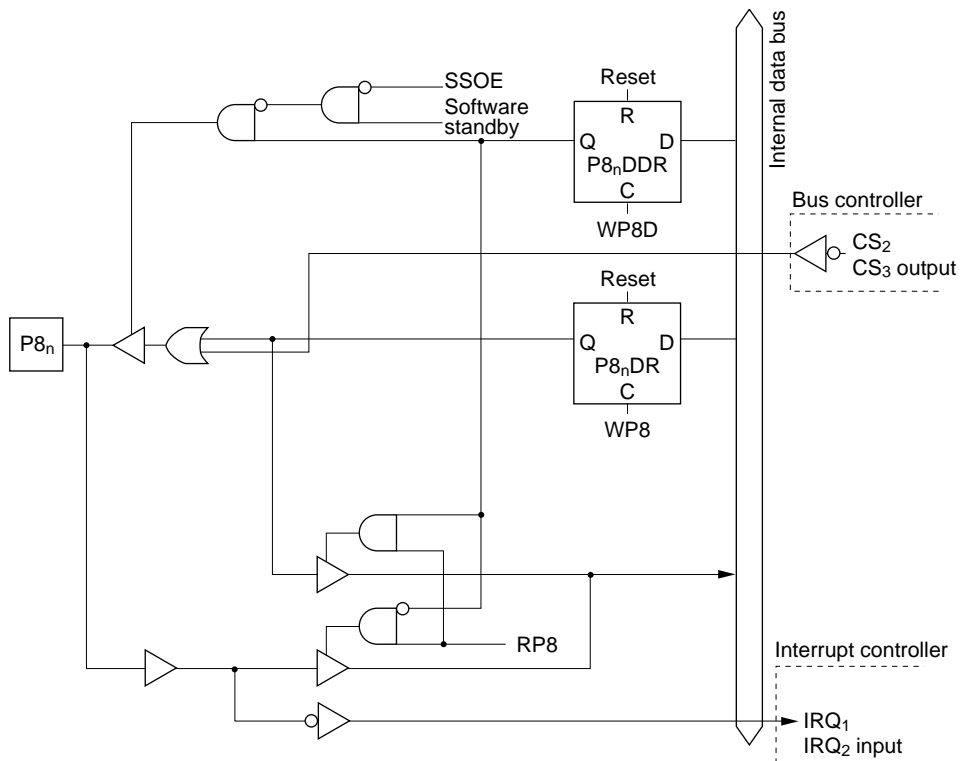 SSOE
Software
standby
Reset
R
Q D
P8nDDR
C
WP8D
Internal data bus
Bus controller
CS2
CS3 output
Reset
R
Q D
P8nDR
C
WP8
P8n
RP8
Interrupt controller
IRQ1
IRQ2 input